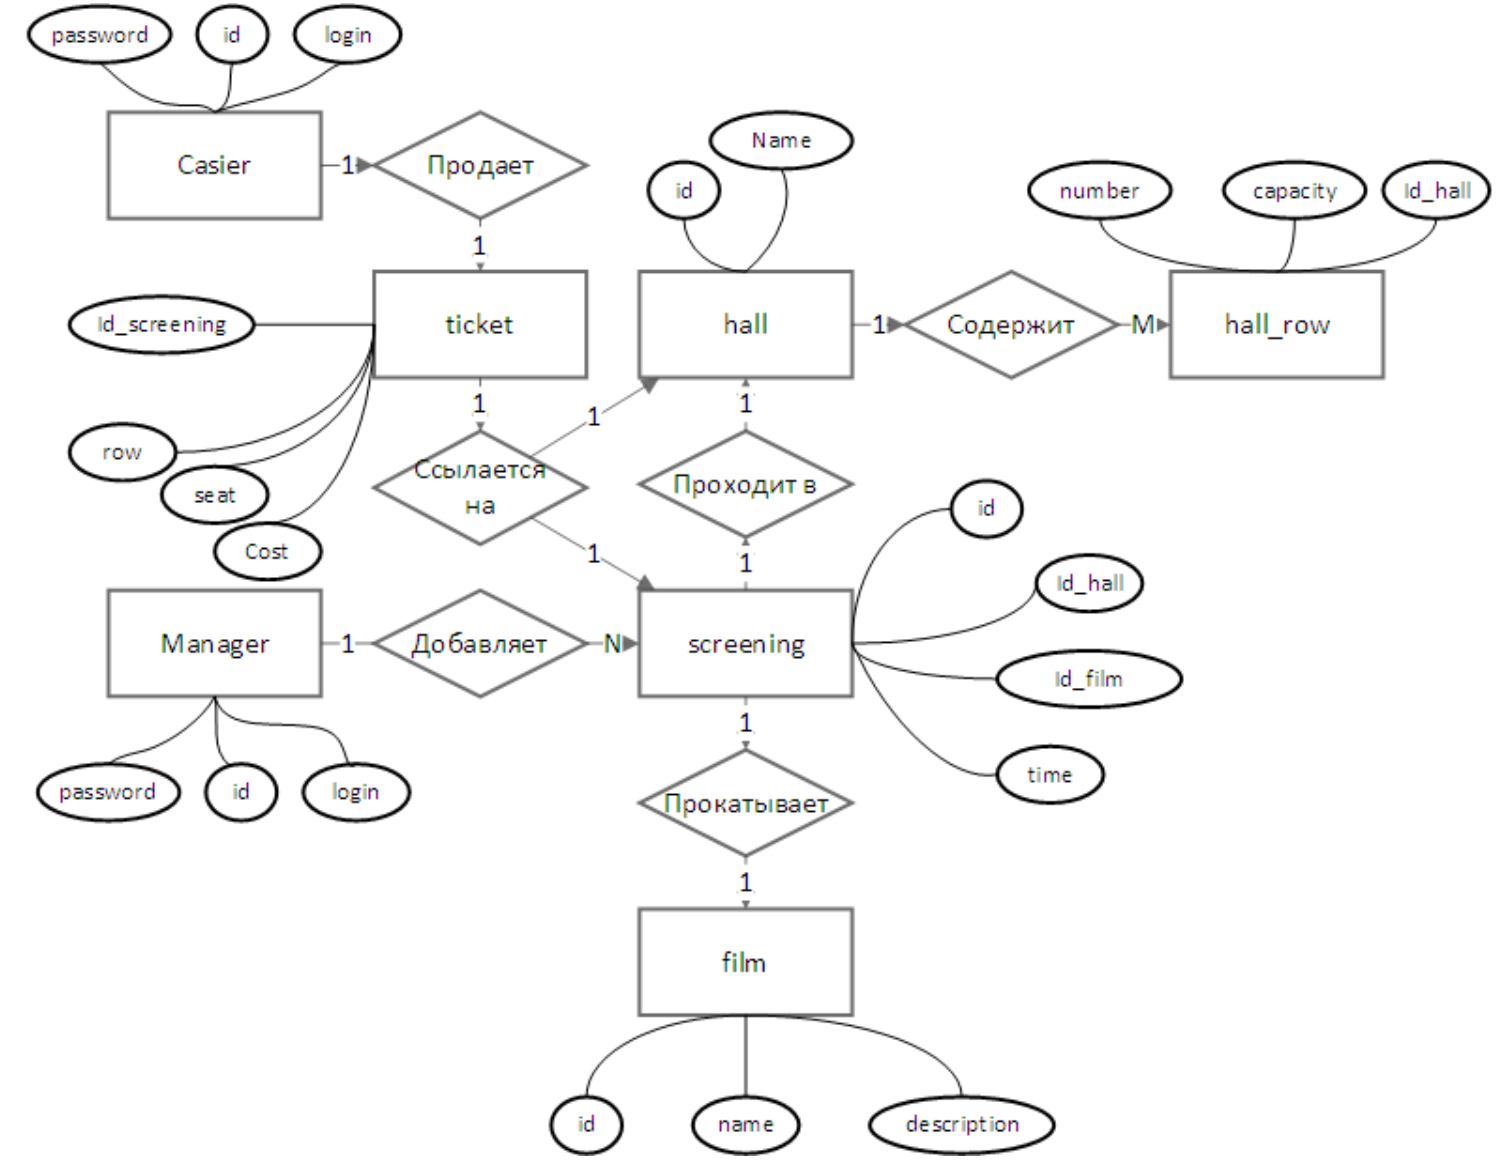 password
id
login
Casier
1
Продает
1
Name
id
number
capacity
Id_hall
Id_screening
ticket
hall
1
Содержит
M
hall_row
1
1
1
row
seat
Cost
Ссылается
на
Проходит в
id
1
1
Id_hall
Manager
1
Добавляет
N
screening
Id_film
time
1
password
id
login
Прокатывает
1
film
id
name
description